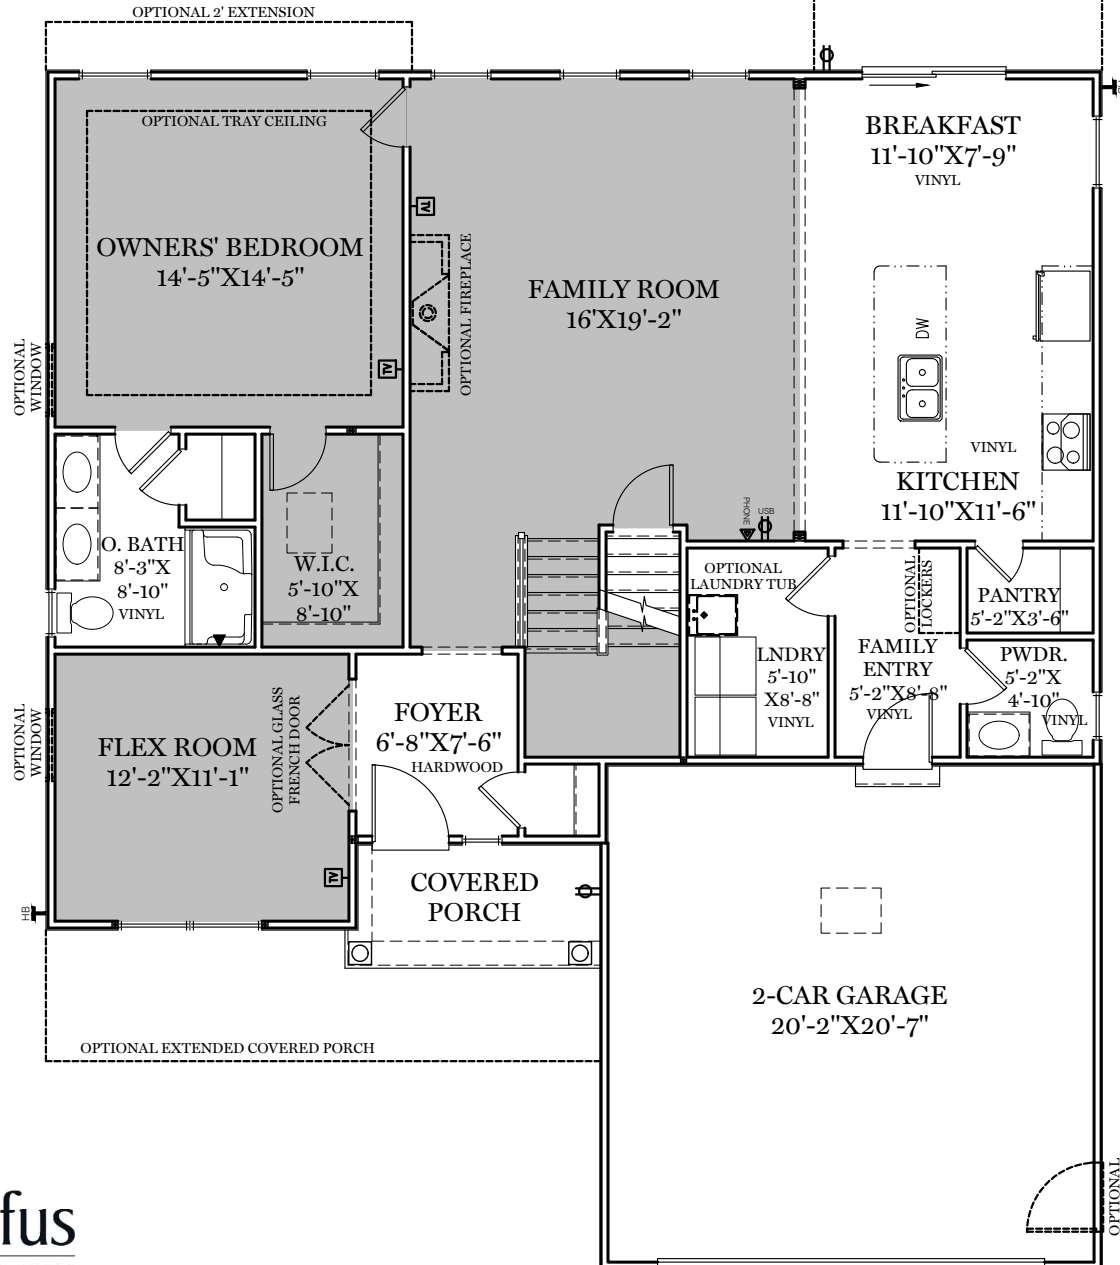 OPTIONAL 2' EXTENSION
OPTIONAL TRAY CEILING
OWNERS' BEDROOM
14'-5"X14'-5"
TV
TV
OPTIONAL FIREPLACE
FAMILY ROOM
16'X19'-2"
BREAKFAST
11'-10"X7'-9"
VINYL
DW
VINYL
KITCHEN
11'-10"X11'-6"
OPTIONAL
WINDOW
O. BATH
8'-3"X
8'-10"
VINYL
W.I.C.
5'-10"X
8'-10"
PHONE
USB
OPTIONAL
LAUNDRY TUB
OPTIONAL
LOCKERS
PANTRY
5'-2"X3'-6"
LNDRY
5'-10"
X8'-8"
VINYL
FAMILY
ENTRY
5'-2"X8'-8"
VINYL
PWDR.
5'-2"X
4'-10"
VINYL
OPTIONAL
WINDOW
FLEX ROOM
12'-2"X11'-1"
OPTIONAL GLASS
FRENCH DOOR
TV
FOYER
6'-8"X7'-6"
HARDWOOD
HB
COVERED
PORCH
2-CAR GARAGE
20'-2"X20'-7"
OPTIONAL EXTENDED COVERED PORCH
OPTIONAL
fus